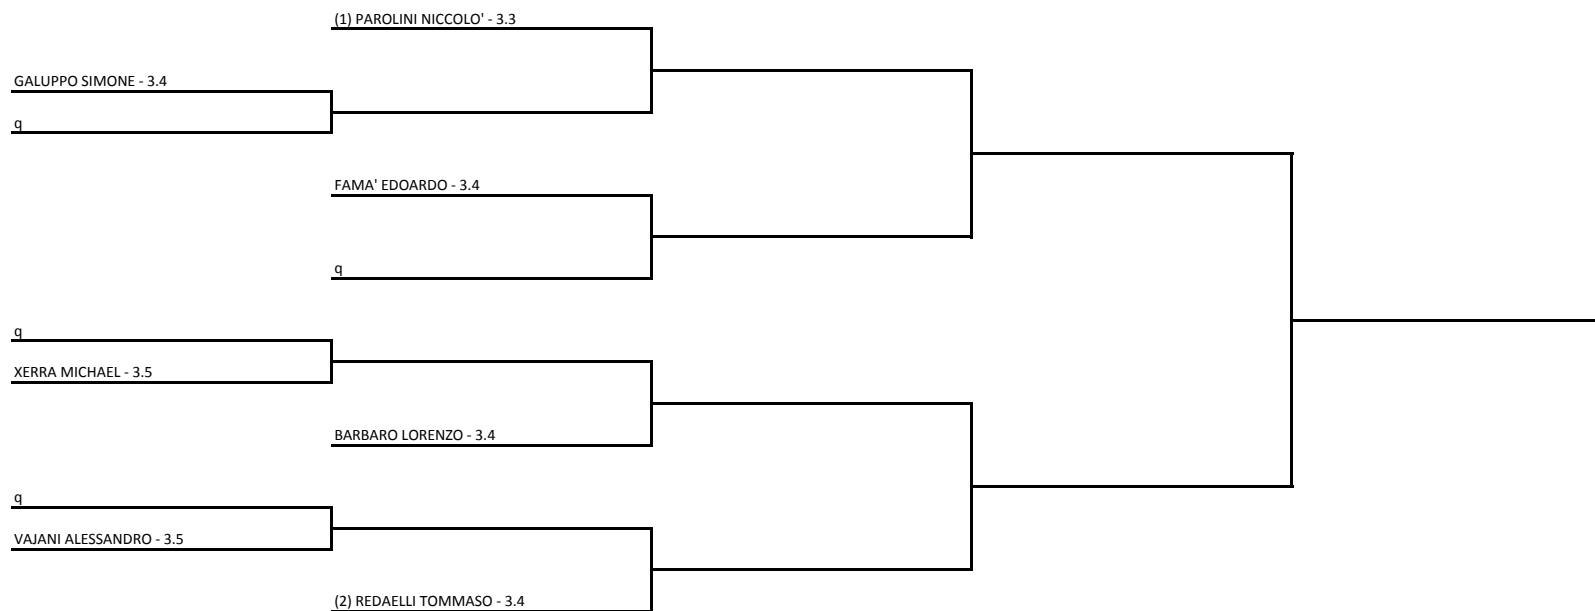 (1) PAROLINI NICCOLO' - 3.3
GALUPPO SIMONE - 3.4
q
FAMA' EDOARDO - 3.4
q
q
XERRA MICHAEL - 3.5
BARBARO LORENZO - 3.4
q
VAJANI ALESSANDRO - 3.5
(2) REDAELLI TOMMASO - 3.4